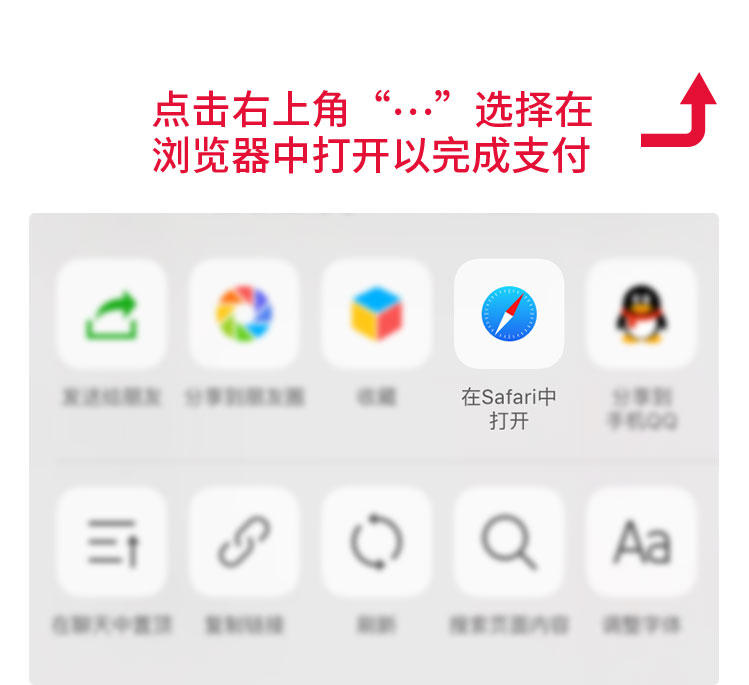 点击右上角“···”选择在
浏览器中打开以完成支付
发送给朋友
分享到朋友圈
收藏
在Safari中
打开
分享到
手机QQ
在聊天中置顶
复制链接
刷新
搜索页面内容
Aa
调整字体